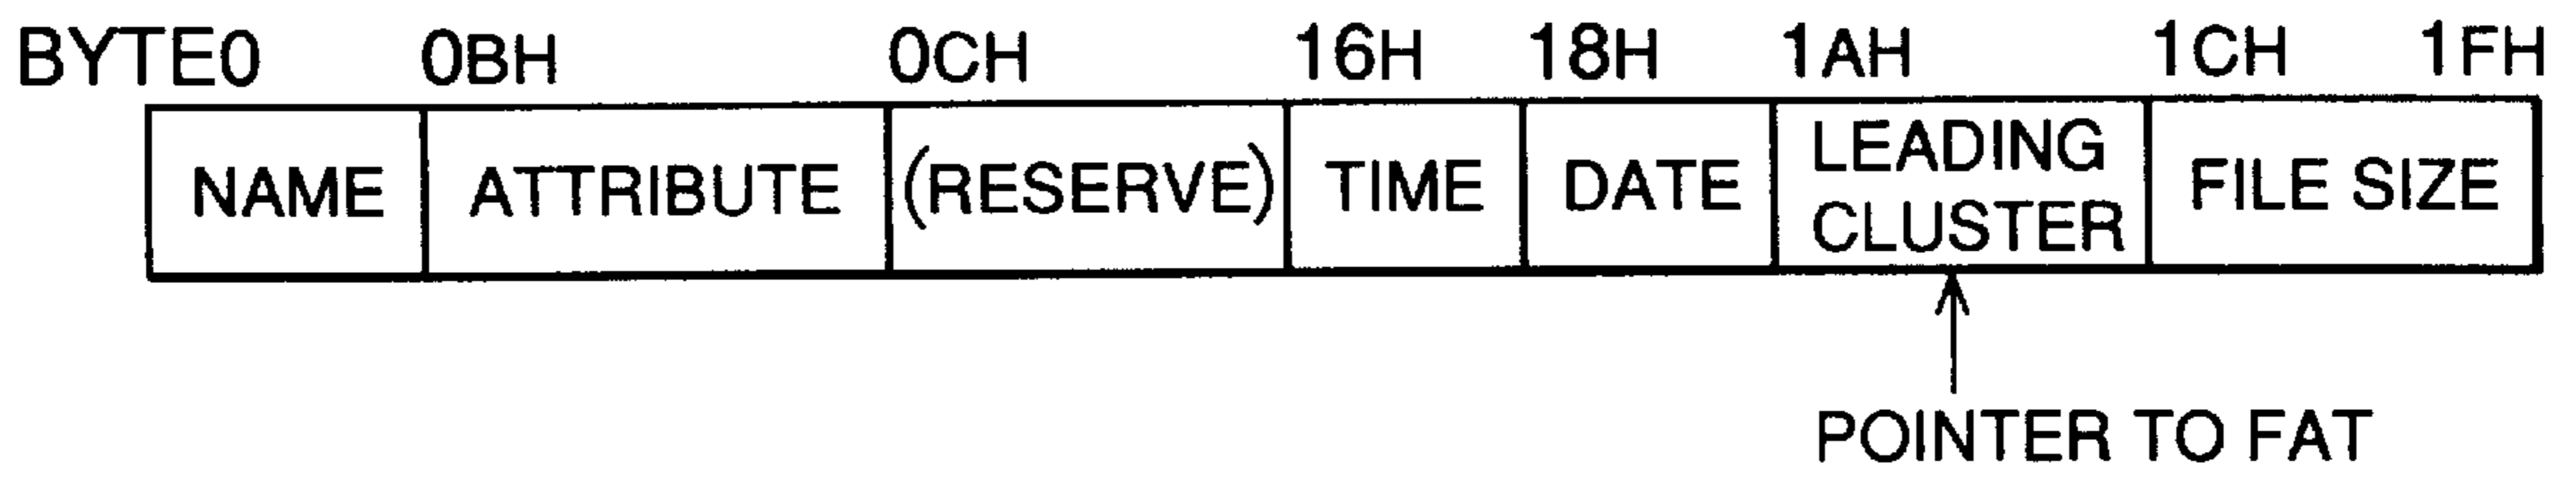 BYTE0 0BH 0CH 16H 18H 1AH 1CH 1FH
NAME ATTRIBUTE (RESERVE) TIME DATE LEADING CLUSTER FILE SIZE
POINTER TO FAT